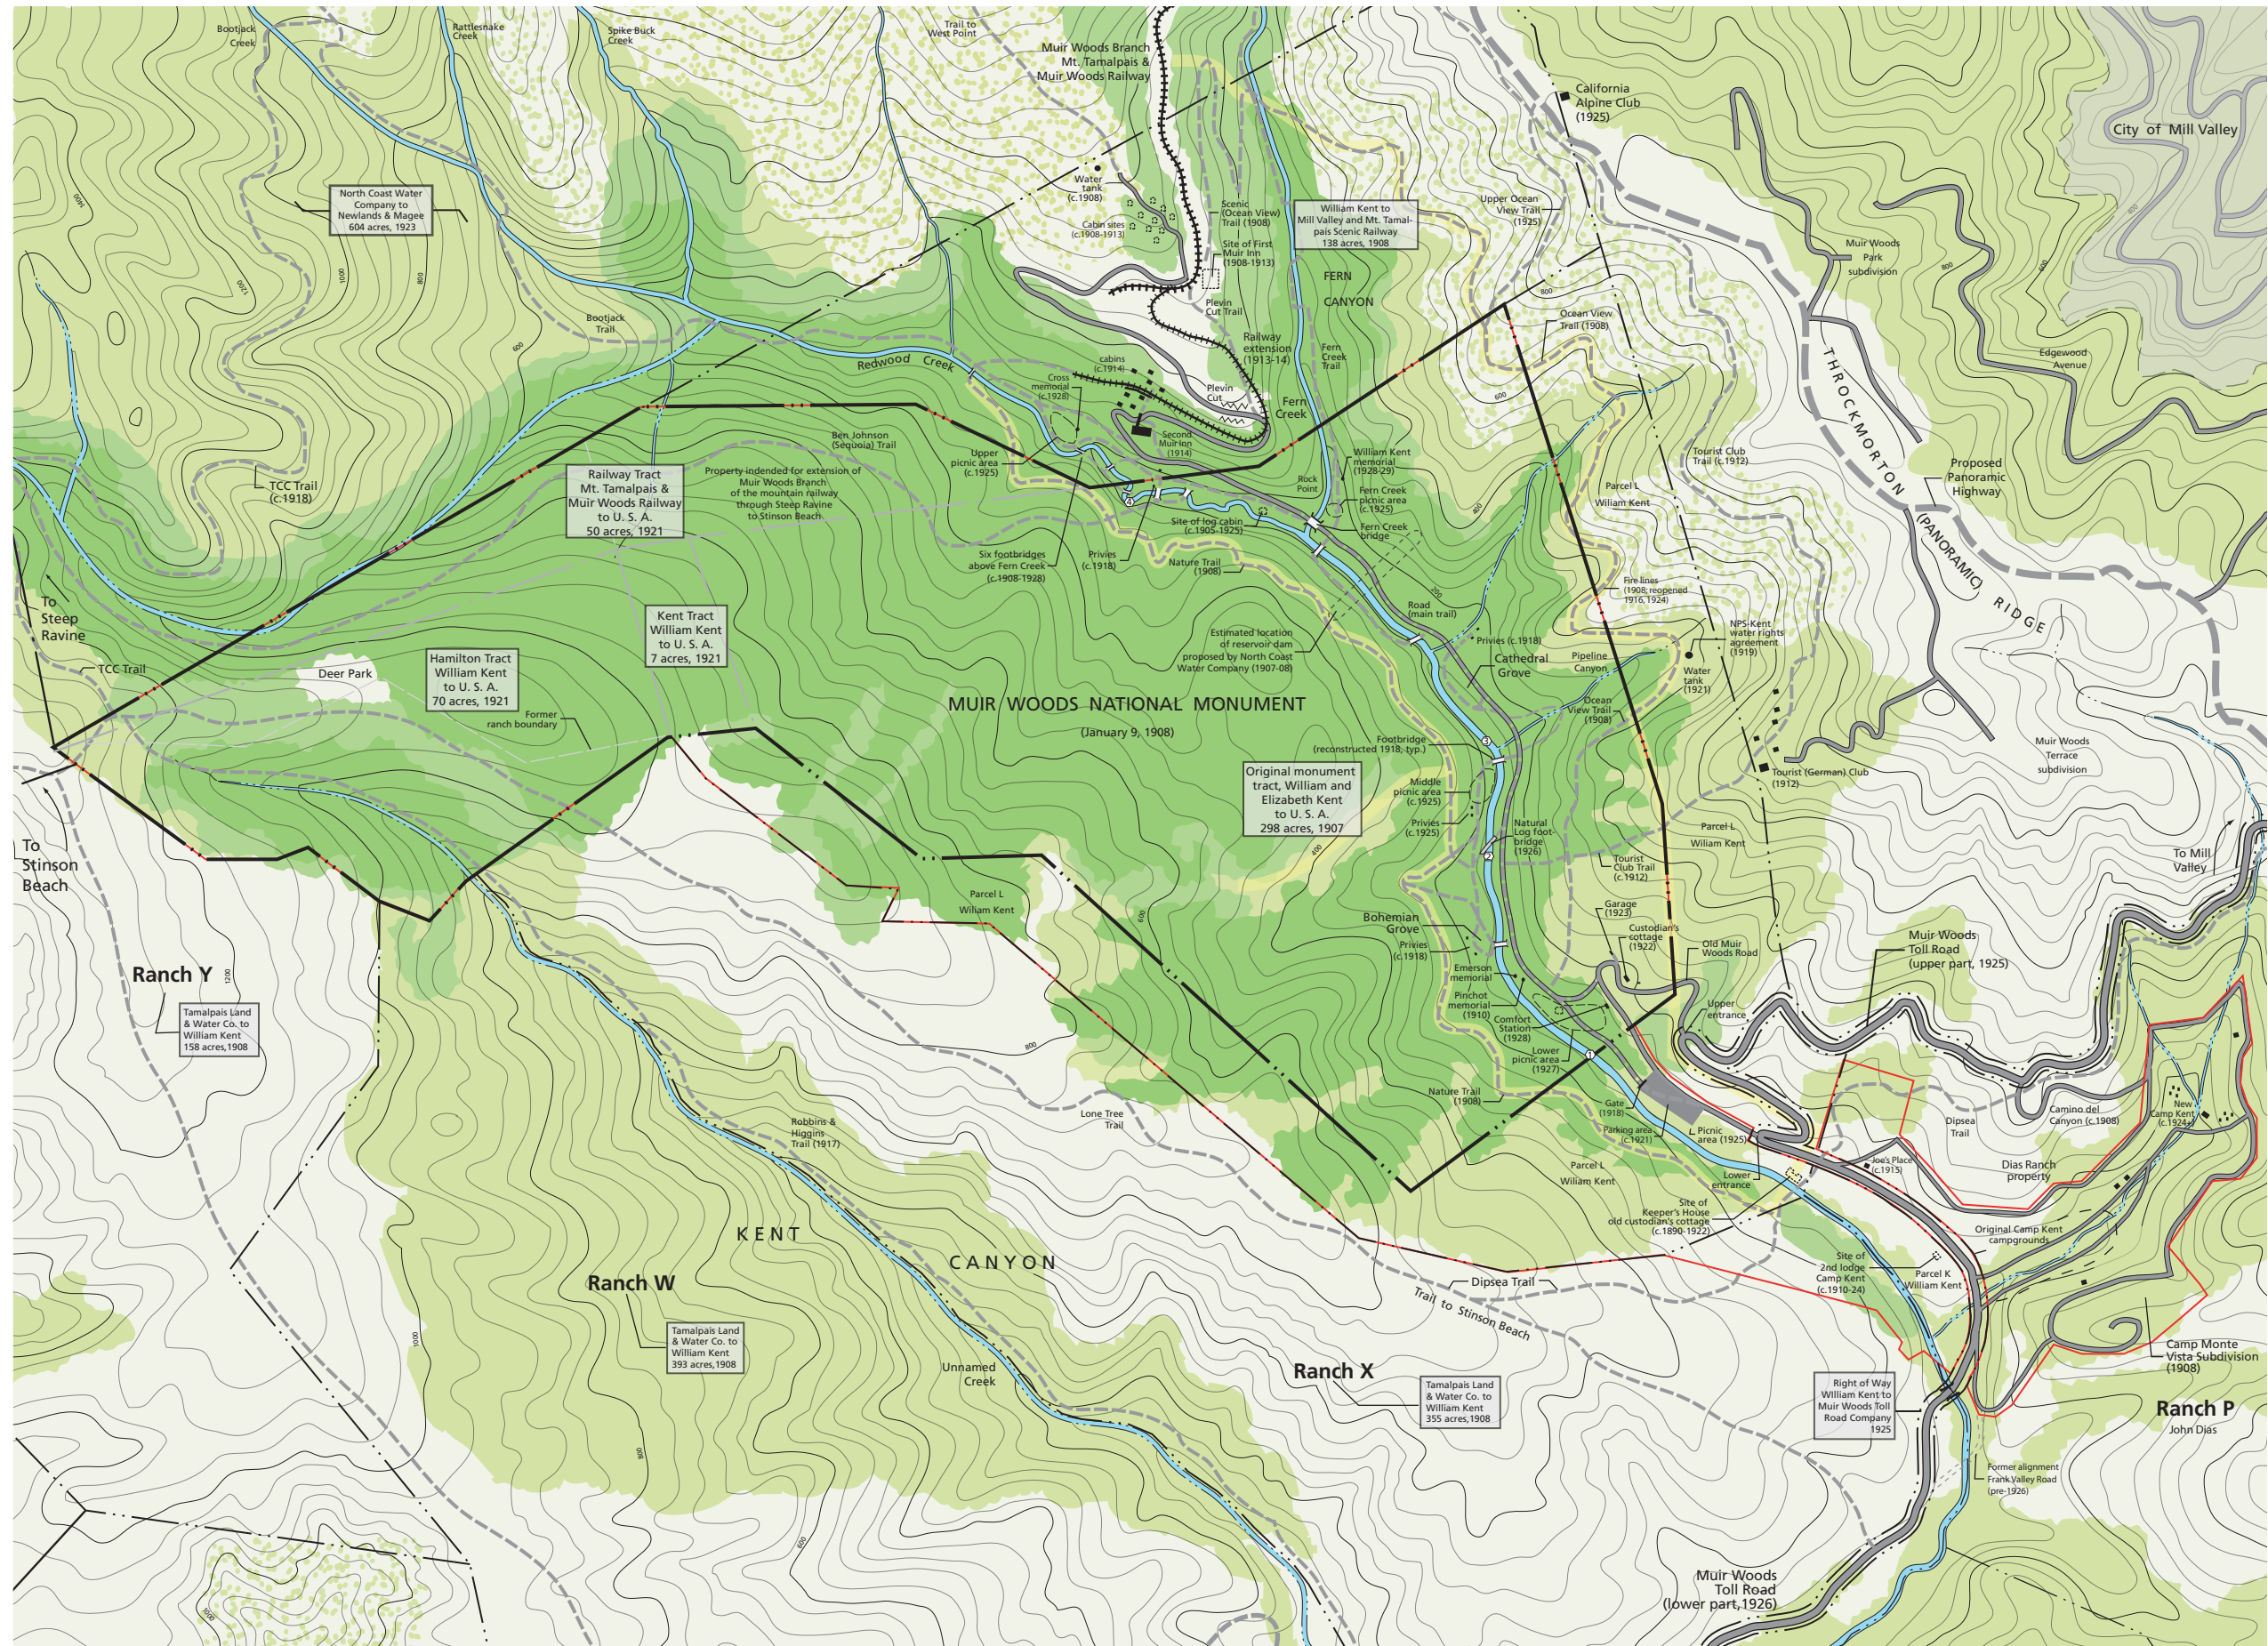 Bootjack
Creek
Rattlesnake
Creek
Spike Buck
Creek
Trail to
West Point
Muir Woods Branch
Mt. Tamalpais &
Muir Woods Railway
California
Alpine Club
(1925)
City of Mill Valley
1400
1200
1000
800
600
North Coast Water
Company to
Newlands & Magee
604 acres, 1923
Water
tank
(c.1908)
Cabin sites
(c.1908-1913)
Scenic
(Ocean View)
Trail (1908)
Site of First
Muir Inn
(1908-1913)
William Kent to
Mill Valley and Mt. Tamal-
pais Scenic Railway
138 acres, 1908
Upper Ocean
View Trail
(1925)
Muir Woods
Park
subdivision
800
600
800
FERN
CANYON
800
Plevin
Cut Trail
Ocean View
Trail (1908)
Bootjack
Trail
Redwood Creek
Railway
extension
(1913-14)
Fern
Creek
Trail
cabins
(c.1914)
Cross
memorial
(c.1928)
Plevin
Cut
Fern
Creek
600
Edgewood
Avenue
THROCKMORTON
(PANORAMIC) RIDGE
Ben Johnson
(Sequoia) Trail
Upper
picnic area
(c.1925)
Second
Muir Inn
(1914)
Rock
Point
William Kent
memorial
(1928-29)
Tourist Club
Trail (c.1912)
Proposed
Panoramic
Highway
TCC Trail
(c.1918)
Railway Tract
Mt. Tamalpais &
Muir Woods Railway
to U. S. A.
50 acres, 1921
Property indended for extension of
Muir Woods Branch
of the mountain railway
through Steep Ravine
to Stinson Beach
Fern Creek
picnic area
(c.1925)
Parcel L
Wiliam Kent
800
4
Site of log cabin
(c.1905-1925)
Fern Creek
bridge
Six footbridges
above Fern Creek
(c.1908-1928)
Privies
(c.1918)
Nature Trail
(1908)
200
Fire lines
(1908; reopened
1916, 1924)
To
Steep
Ravine
Road
(main trail)
Kent Tract
William Kent
to U. S. A.
7 acres, 1921
Estimated location
of reservoir dam
proposed by North Coast
Water Company (1907-08)
Privies (c.1918)
NPS-Kent
water rights
agreement
(1919)
Hamilton Tract
William Kent
to U. S. A.
70 acres, 1921
Cathedral
Grove
Pipeline
Canyon
Water
tank
(1921)
TCC Trail
Deer Park
MUIR WOODS NATIONAL MONUMENT
(January 9, 1908)
Former
ranch boundary
Ocean
View Trail
(1908)
Footbridge
(reconstructed 1918, typ.)
3
Muir Woods
Terrace
subdivision
Original monument
tract, William and
Elizabeth Kent
to U. S. A.
298 acres, 1907
Middle
picnic area
(c.1925)
Tourist (German) Club
(1912)
Privies
(c.1925)
Natural
Log foot-
bridge
(1926)
2
Parcel L
Wiliam Kent
400
To
Stinson
Beach
Tourist
Club Trail
(c.1912)
To Mill
Valley
Parcel L
Wiliam Kent
600
Garage
(1923)
Bohemian
Grove
Custodian's
cottage
(1922)
Old Muir
Woods Road
Muir Woods
Toll Road
(upper part, 1925)
Privies
(c.1918)
Ranch Y
1200
Emerson
memorial
Pinchot
memorial
(1910)
Upper
entrance
Tamalpais Land
& Water Co. to
William Kent
158 acres,1908
Comfort
Station
(1928)
800
Lower
picnic area
(1927)
1
Nature Trail
(1908)
Gate
(1918)
Parking area
(c.1921)
Picnic
area (1925)
Lone Tree
Trail
Robbins &
Higgins
Trail (1917)
Camino del
Canyon (c.1908)
New
Camp Kent
(c.1924+)
Dipsea
Trail
Parcel L
Wiliam Kent
Lower
entrance
Joe's Place
(c.1915)
Dias Ranch
property
Site of
Keeper's House
old custodian's cottage
(c.1890-1922)
Original Camp Kent
campgrounds
KENT
CANYON
Ranch W
Dipsea Trail
Trail to Stinson Beach
Site of
2nd lodge
Camp Kent
(c.1910-24)
Parcel K
William Kent
Tamalpais Land
& Water Co. to
William Kent
393 acres,1908
1000
Unnamed
Creek
Ranch X
Tamalpais Land
& Water Co. to
William Kent
355 acres,1908
Right of Way
William Kent to
Muir Woods Toll
Road Company
1925
Camp Monte
Vista Subdivision
(1908)
Ranch P
John Dias
800
Former alignment
Frank Valley Road
(pre-1926)
600
1000
Muir Woods
Toll Road
(lower part,1926)